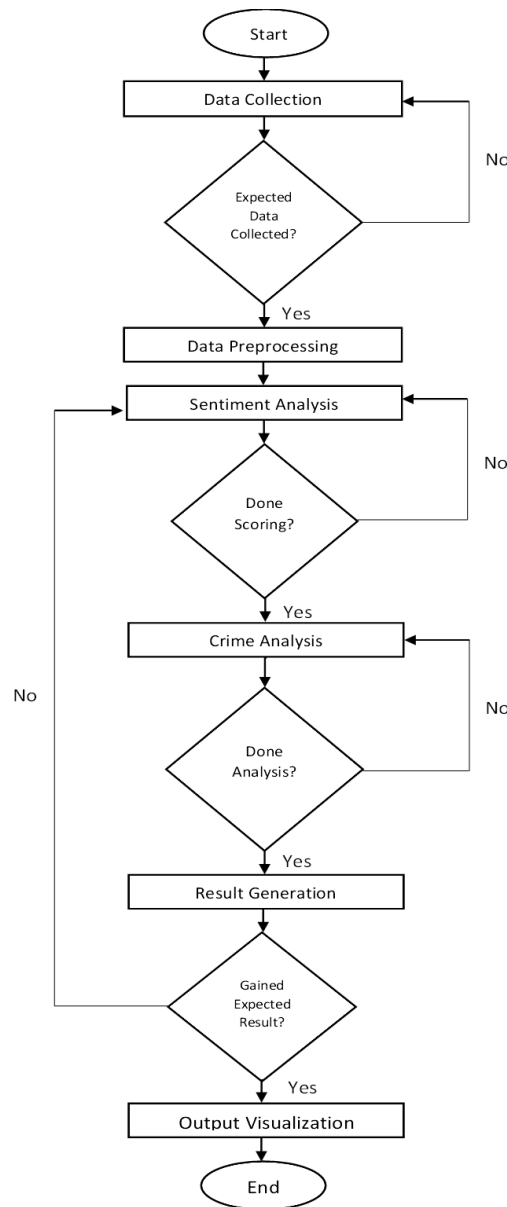 Start
Data Collection
No
Expected
Data
Collected?
Yes
Data Preprocessing
Sentiment Analysis
No
Done
Scoring?
Yes
Crime Analysis
No
No
Done
Analysis?
Yes
Result Generation
Gained
Expected
Result?
Yes
Output Visualization
End